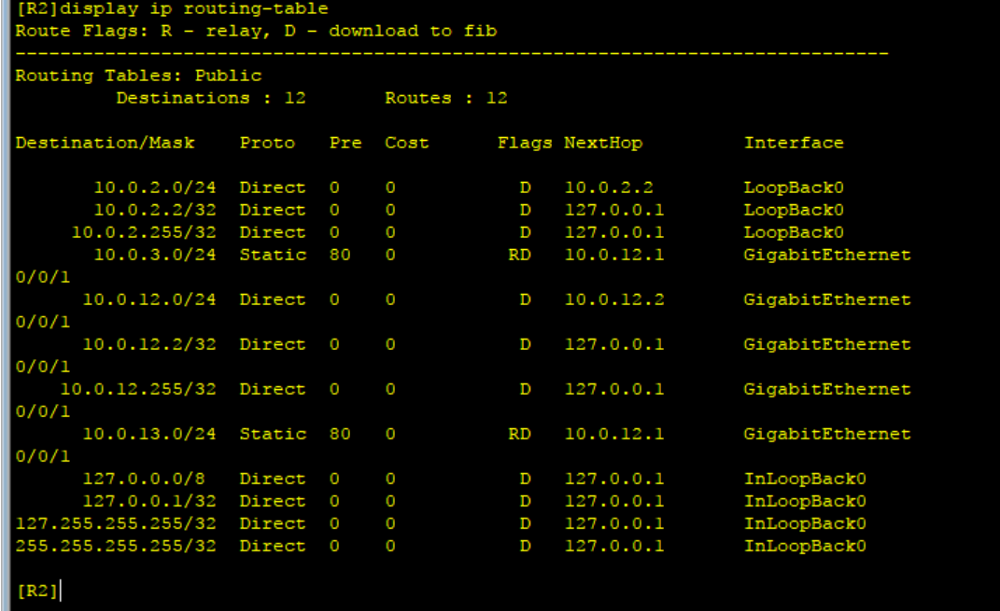 [R2]display ip routing-table
Route Flags: R - relay, D - download to fib
------------------------------------------------------------------------------
Routing Tables: Public
         Destinations : 12       Routes : 12

Destination/Mask    Proto   Pre  Cost      Flags NextHop         Interface

       10.0.2.0/24  Direct  0    0           D   10.0.2.2        LoopBack0
       10.0.2.2/32  Direct  0    0           D   127.0.0.1       LoopBack0
     10.0.2.255/32  Direct  0    0           D   127.0.0.1       LoopBack0
       10.0.3.0/24  Static  80   0          RD   10.0.12.1       GigabitEthernet
0/0/1
      10.0.12.0/24  Direct  0    0           D   10.0.12.2       GigabitEthernet
0/0/1
      10.0.12.2/32  Direct  0    0           D   127.0.0.1       GigabitEthernet
0/0/1
    10.0.12.255/32  Direct  0    0           D   127.0.0.1       GigabitEthernet
0/0/1
      10.0.13.0/24  Static  80   0          RD   10.0.12.1       GigabitEthernet
0/0/1
      127.0.0.0/8   Direct  0    0           D   127.0.0.1       InLoopBack0
      127.0.0.1/32  Direct  0    0           D   127.0.0.1       InLoopBack0
127.255.255.255/32  Direct  0    0           D   127.0.0.1       InLoopBack0
255.255.255.255/32  Direct  0    0           D   127.0.0.1       InLoopBack0

[R2]